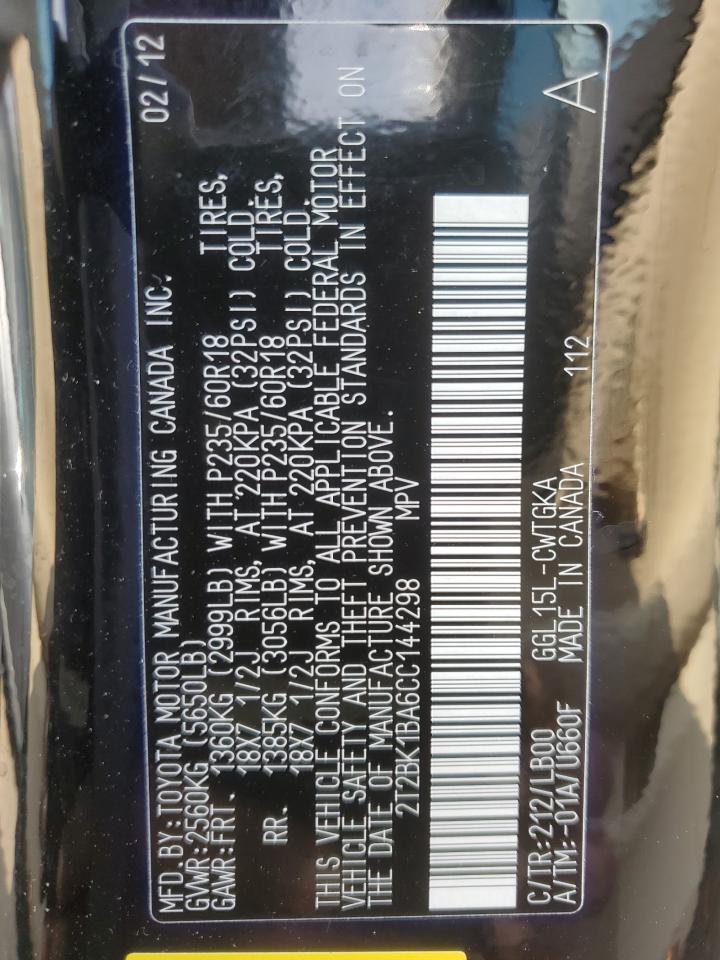 MFD.BY:TOYOTA MOTOR MANUFACTURING CANADA INC. 02/12
GVWR:2560KG (5650LB)
GAWR:FRT. 1360KG (2999LB) WITH P235/60R18 TIRES,
18X7 1/2J RIMS, AT 220KPA (32PSI) COLD.
RR. 1385KG (3056LB) WITH P235/60R18 TIRES,
18X7 1/2J RIMS, AT 220KPA (32PSI) COLD.
THIS VEHICLE CONFORMS TO ALL APPLICABLE FEDERAL MOTOR
VEHICLE SAFETY AND THEFT PREVENTION STANDARDS IN EFFECT ON
THE DATE OF MANUFACTURE SHOWN ABOVE.
2T2BK1BA6CC144298 MPV
C/TR:212/LB00 GGL15L-CWTGKA
A/TM:-01A/U660F MADE IN CANADA 112 A